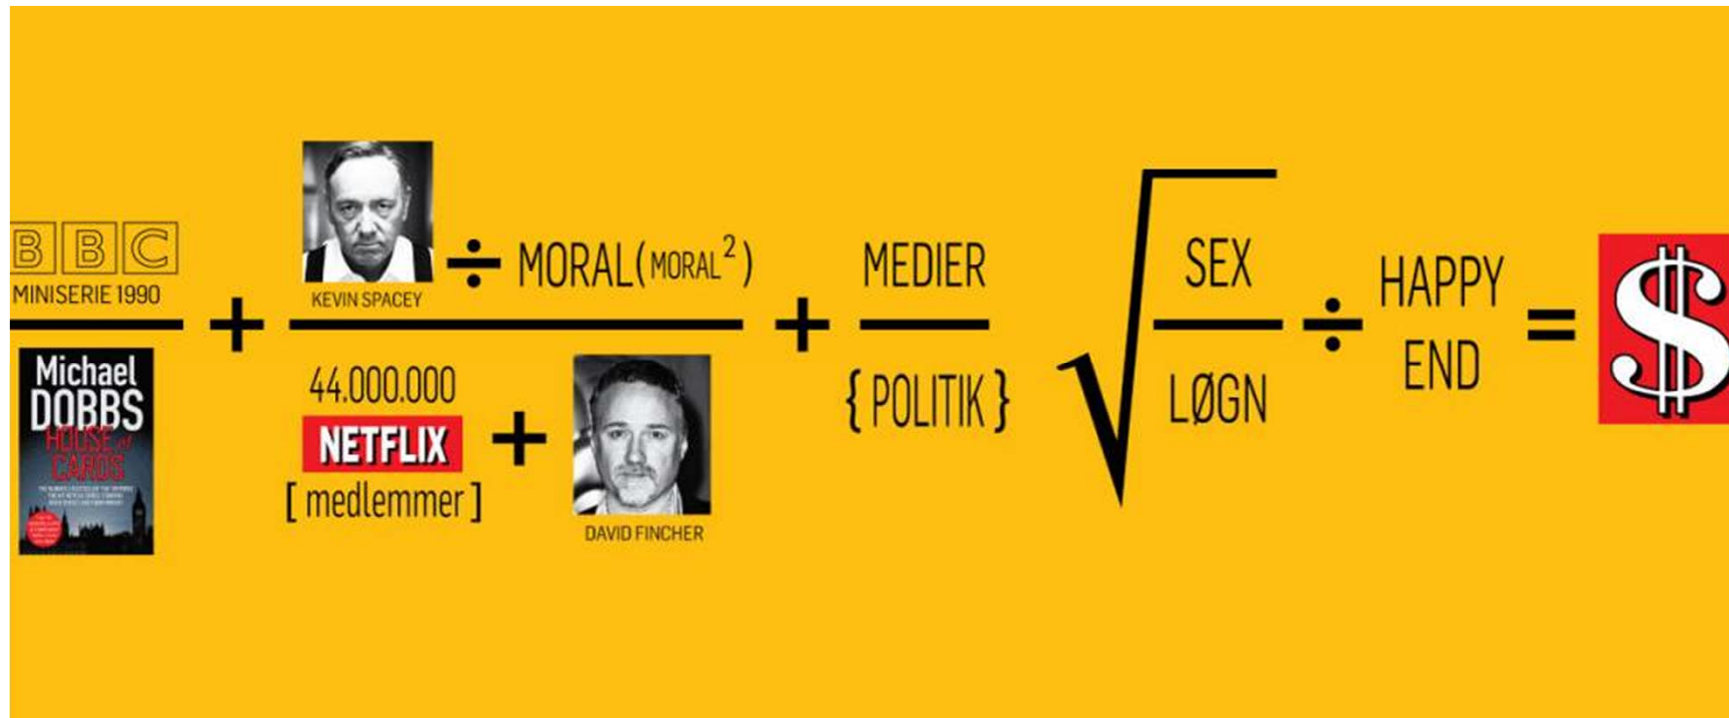 BBC
MINISERIE 1990
Michael
DOBBS
HOUSE of
CARDS
+
KEVIN SPACEY
÷ MORAL(MORAL²)
44.000.000
NETFLIX
[ medlemmer ]
+
DAVID FINCHER
+
MEDIER
{ POLITIK }
√
SEX
LØGN
÷
HAPPY
END
=
$